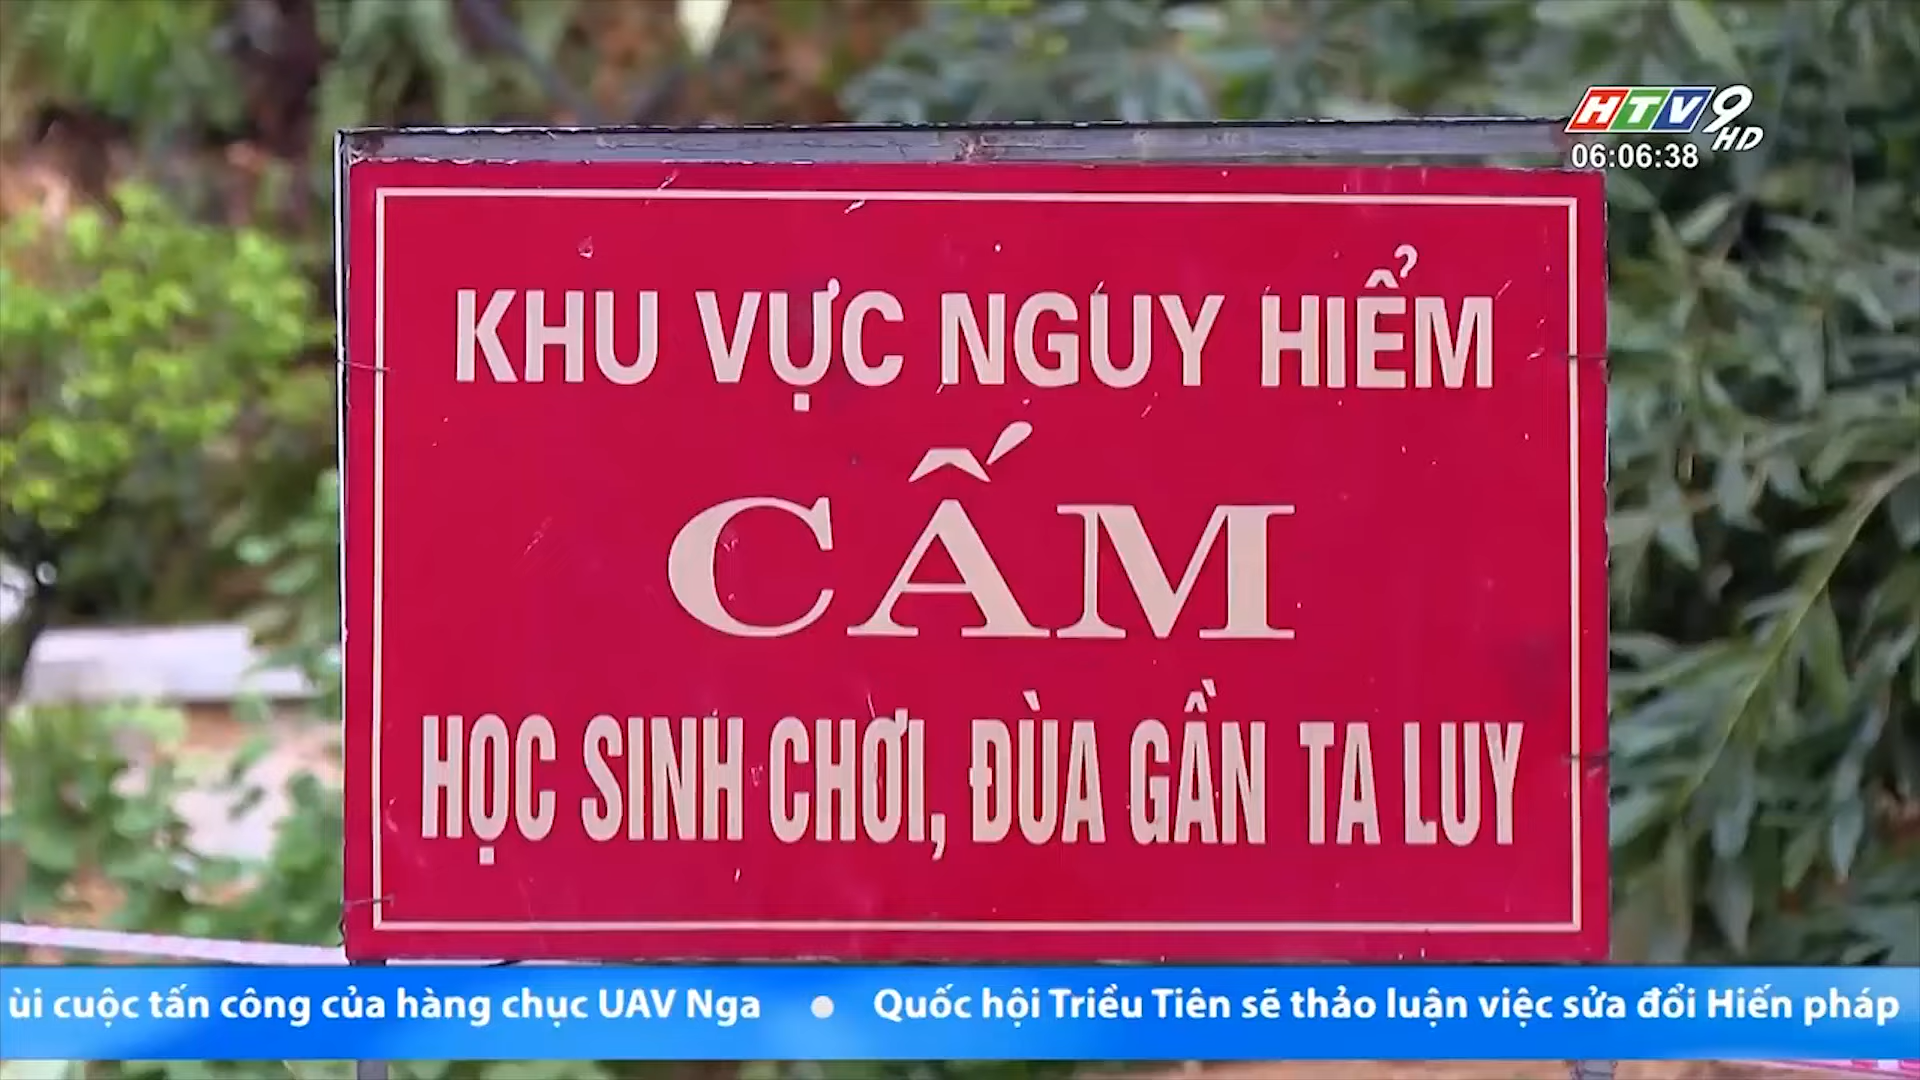 HTV9 HD
06:06:38
KHU VỰC NGUY HIỂM
CẤM
HỌC SINH CHƠI, ĐÙA GẦN TA LUY
ùi cuộc tấn công của hàng chục UAV Nga • Quốc hội Triều Tiên sẽ thảo luận việc sửa đổi Hiến pháp